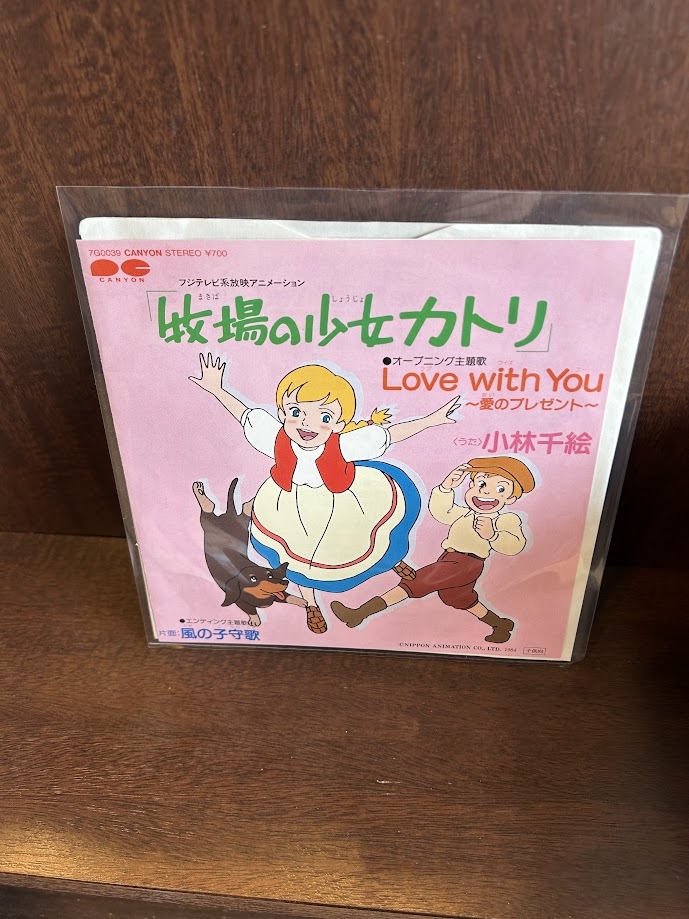 7G0039 CANYON STEREO ¥700
CANYON
フジテレビ系放映アニメーション
まきば しょうじょ
「牧場の少女カトリ」
●オープニング主題歌
ラブ ウイズ ユー
Love with You
～愛のプレゼント～
〈うた〉小林千絵
●エンディング主題歌
片面:風の子守歌
©NIPPON ANIMATION CO., LTD. 1984